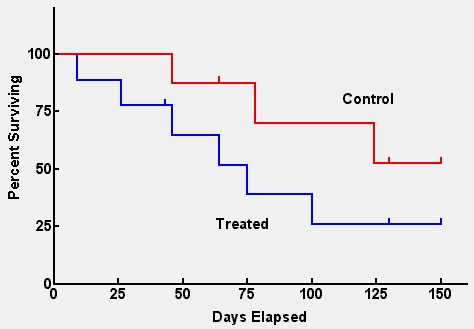 100
75
50
25
0
Percent Surviving
Control
Treated
0 25 50 75 100 125 150
Days Elapsed